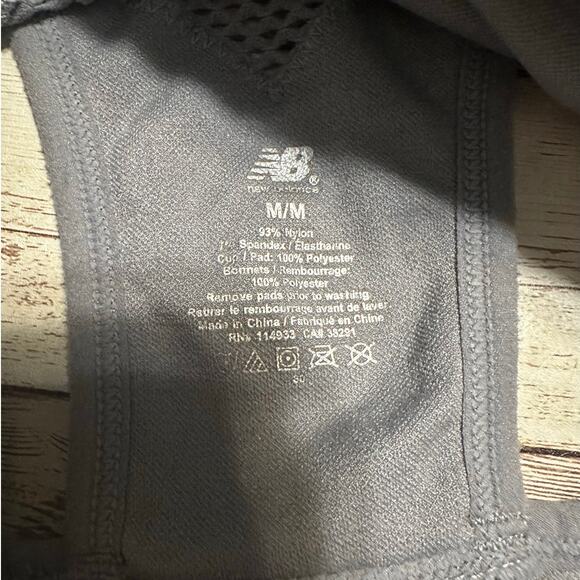 NB®
new balance
M/M
93% Nylon
7% Spandex / Elasthanne
Cup / Pad: 100% Polyester
Bonnets / Rembourrage:
100% Polyester
Remove pads prior to washing
Retirer le rembourrage avant de laver
Made in China / Fabriqué en Chine
RN# 114933 CA# 38291